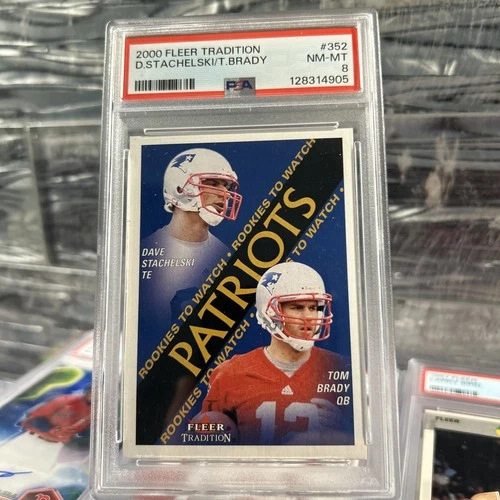 2000 FLEER TRADITION #352
D.STACHELSKI/T.BRADY NM-MT
8
PSA 128314905
ROOKIES TO WATCH • ROOKIES TO WATCH
PATRIOTS
ROOKIES TO WATCH • ROOKIES TO WATCH •
DAVE
STACHELSKI
TE
TOM
BRADY
QB
12
FLEER
TRADITION
FLEER